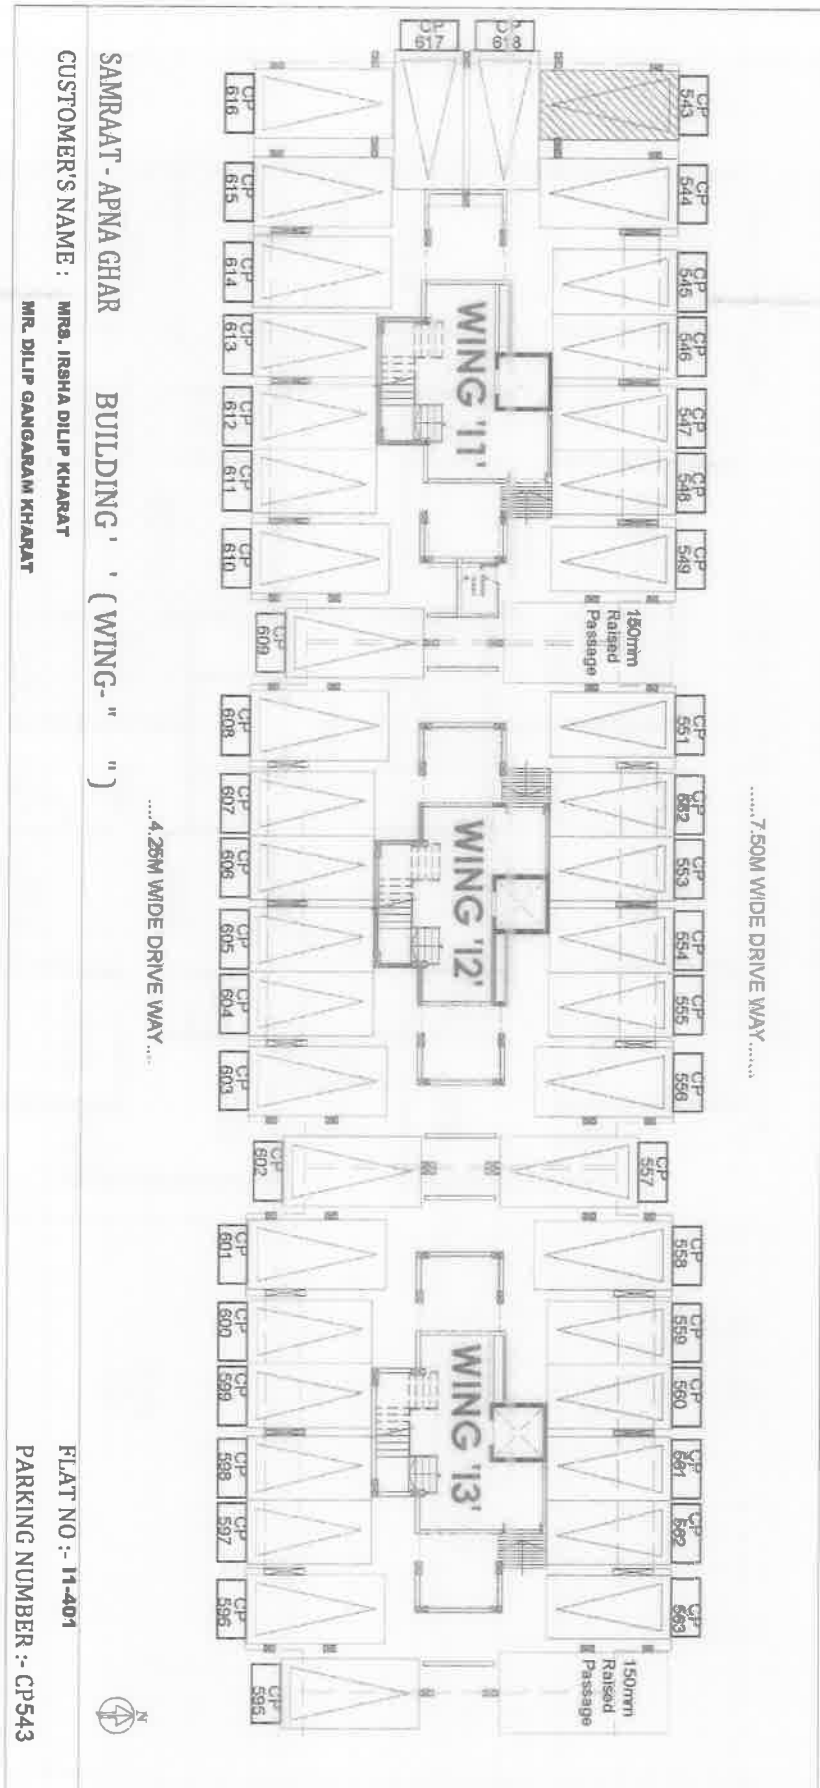 CP
617
CP
618
CP
616
CP
543
CP
615
CP
544
CP
614
CP
545
CP
613
CP
546
CP
612
CP
547
CP
611
CP
548
CP
610
CP
549
WING 'I1'
CP
609
150mm
Raised
Passage
CP
608
CP
551
CP
607
CP
552
CP
606
CP
553
CP
605
CP
554
CP
604
CP
555
CP
603
CP
556
WING 'I2'
CP
602
CP
557
CP
601
CP
558
CP
600
CP
559
CP
599
CP
560
CP
598
CP
561
CP
597
CP
562
CP
596
CP
563
WING 'I3'
CP
595
150mm
Raised
Passage
......7.50M WIDE DRIVE WAY......
....4.25M WIDE DRIVE WAY....
N
SAMRAAT - APNA GHAR BUILDING ' ' ( WING- " " )
CUSTOMER'S NAME : MRS. IRSHA DILIP KHARAT
MR. DILIP GANGARAM KHARAT
FLAT NO :- I1-401
PARKING NUMBER :- CP543